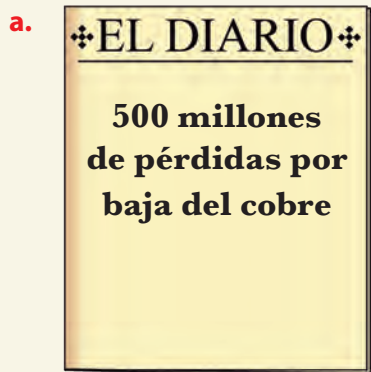 a.
EL DIARIO
500 millones
de pérdidas por
baja del cobre